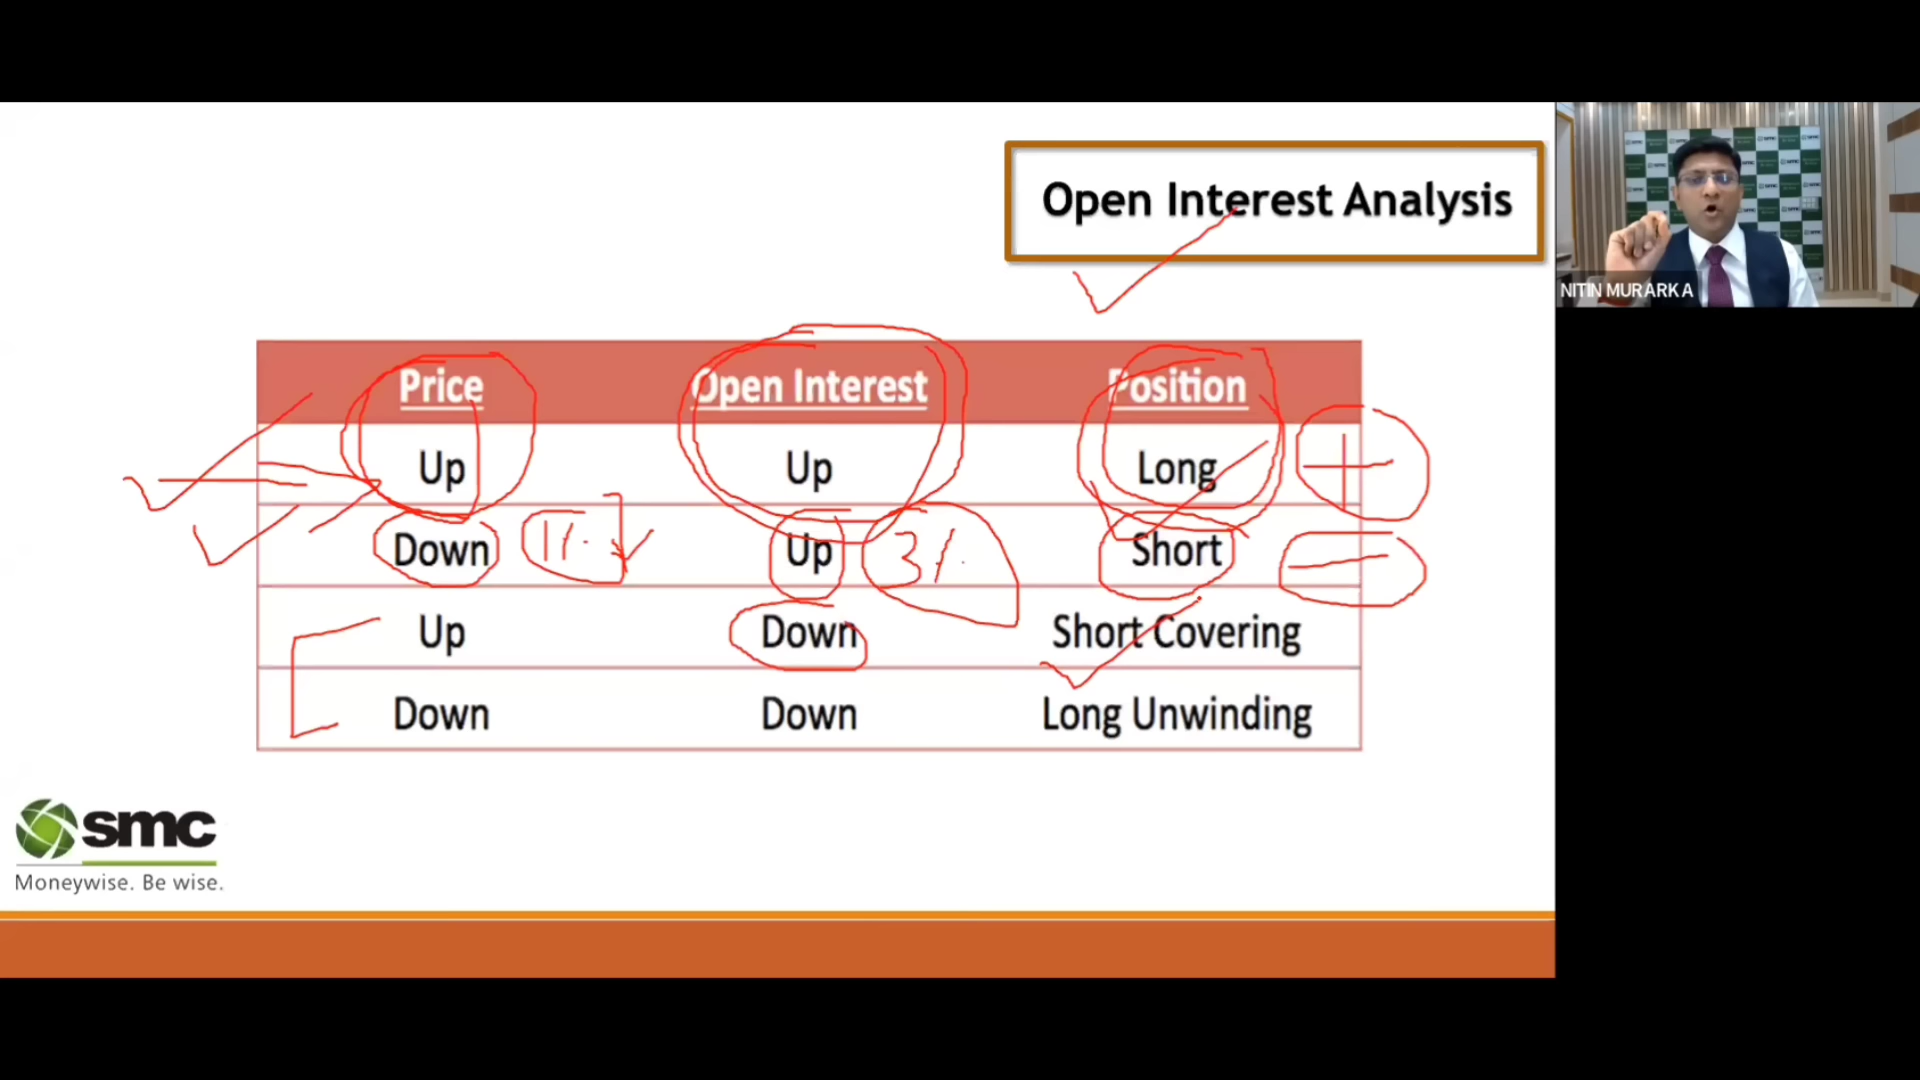 Open Interest Analysis
NITIN MURARKA
Price Open Interest Position
Up Up Long +
Down 1% Up 3% Short -
Up Down Short Covering
Down Down Long Unwinding
smc
Moneywise. Be wise.